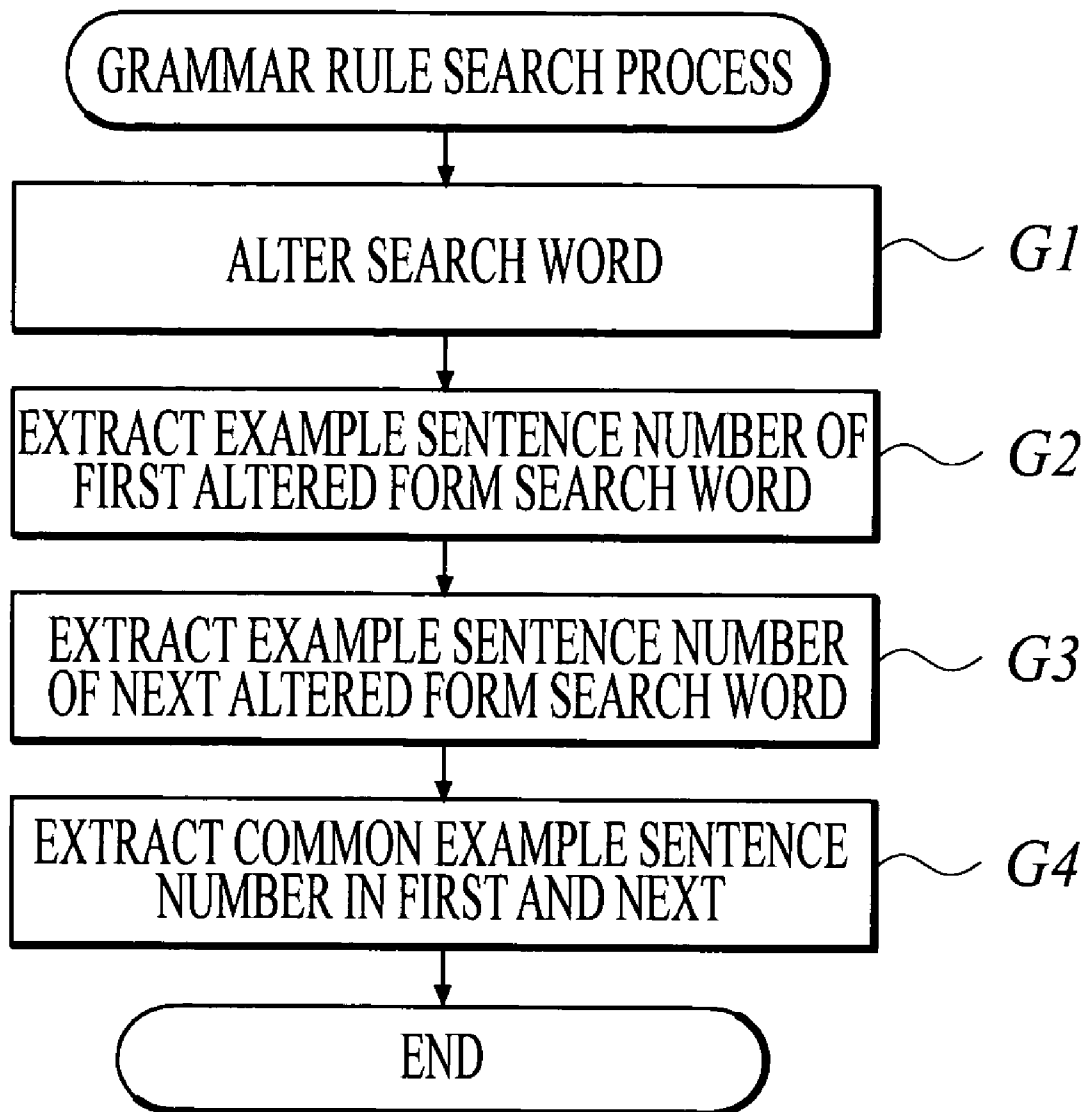 GRAMMAR RULE SEARCH PROCESS
ALTER SEARCH WORD
G1
EXTRACT EXAMPLE SENTENCE NUMBER OF
FIRST ALTERED FORM SEARCH WORD
G2
EXTRACT EXAMPLE SENTENCE NUMBER
OF NEXT ALTERED FORM SEARCH WORD
G3
EXTRACT COMMON EXAMPLE SENTENCE
NUMBER IN FIRST AND NEXT
G4
END